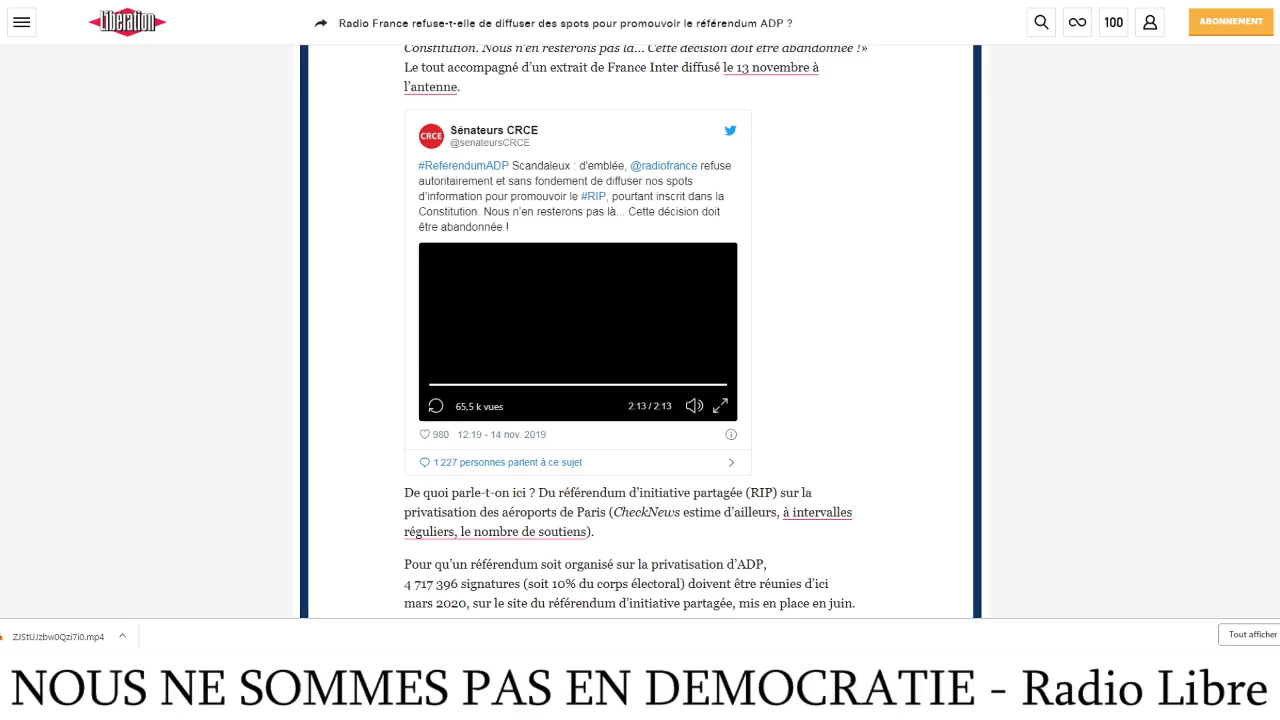 Libération
Radio France refuse-t-elle de diffuser des spots pour promouvoir le référendum ADP ?
100
ABONNEMENT
Constitution. Nous n'en resterons pas là… Cette décision doit être abandonnée !»
Le tout accompagné d'un extrait de France Inter diffusé le 13 novembre à
l'antenne.
CRCE
Sénateurs CRCE
@senateursCRCE
#ReferendumADP Scandaleux : d'emblée, @radiofrance refuse
autoritairement et sans fondement de diffuser nos spots
d'information pour promouvoir le #RIP, pourtant inscrit dans la
Constitution. Nous n'en resterons pas là... Cette décision doit
être abandonnée !
65,5 k vues
2:13 / 2:13
980 12:19 - 14 nov. 2019
1 227 personnes parlent à ce sujet
De quoi parle-t-on ici ? Du référendum d'initiative partagée (RIP) sur la
privatisation des aéroports de Paris (CheckNews estime d'ailleurs, à intervalles
réguliers, le nombre de soutiens).
Pour qu'un référendum soit organisé sur la privatisation d'ADP,
4 717 396 signatures (soit 10% du corps électoral) doivent être réunies d'ici
mars 2020, sur le site du référendum d'initiative partagée, mis en place en juin.
ZJStUJzbw0Qzi7i0.mp4
Tout afficher
NOUS NE SOMMES PAS EN DEMOCRATIE - Radio Libre